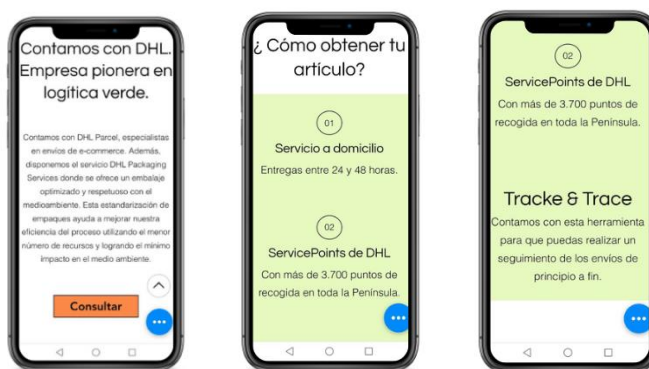 Contamos con DHL.
Empresa pionera en
logítica verde.
Contamos con DHL Parcel, especialistas
en envíos de e-commerce. Además,
disponemos el servicio DHL Packaging
Services donde se ofrece un embalaje
optimizado y respetuoso con el
medioambiente. Esta estandarización de
empaques ayuda a mejorar nuestra
eficiencia del proceso utilizando el menor
número de recursos y logrando el mínimo
impacto en el medio ambiente.
Consultar
¿ Cómo obtener tu
artículo?
01
Servicio a domicilio
Entregas entre 24 y 48 horas.
02
ServicePoints de DHL
Con más de 3.700 puntos de
recogida en toda la Península.
02
ServicePoints de DHL
Con más de 3.700 puntos de
recogida en toda la Península.
Tracke & Trace
Contamos con esta herramienta
para que puedas realizar un
seguimiento de los envíos de
principio a fin.